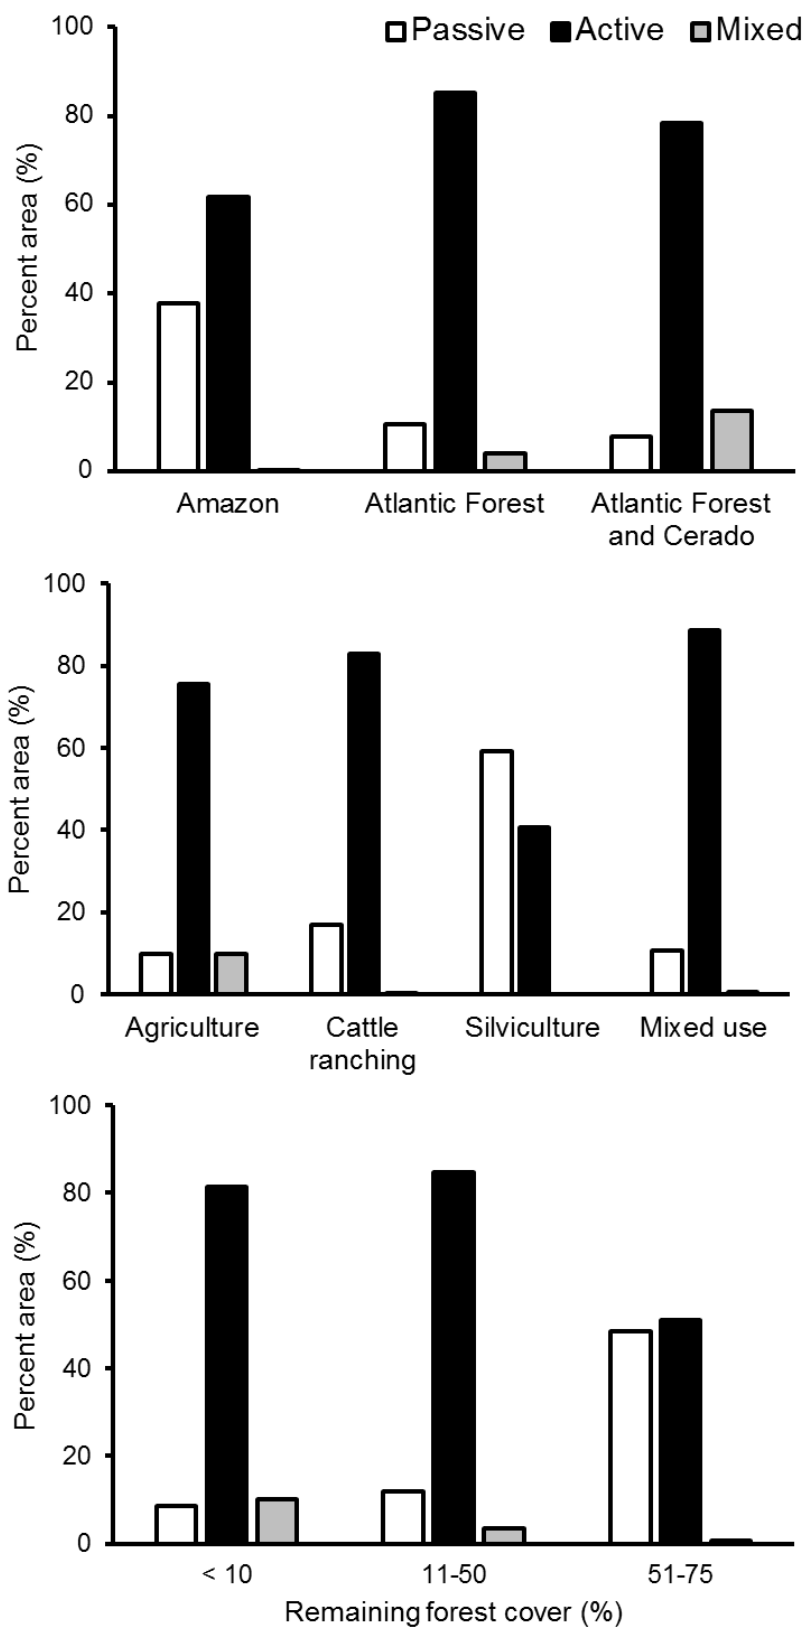 Passive Active Mixed
Percent area (%)
100
80
60
40
20
0
Amazon Atlantic Forest Atlantic Forest
and Cerado
Percent area (%)
100
80
60
40
20
0
Agriculture Cattle Silviculture Mixed use
ranching
Percent area (%)
100
80
60
40
20
0
< 10 11-50 51-75
Remaining forest cover (%)